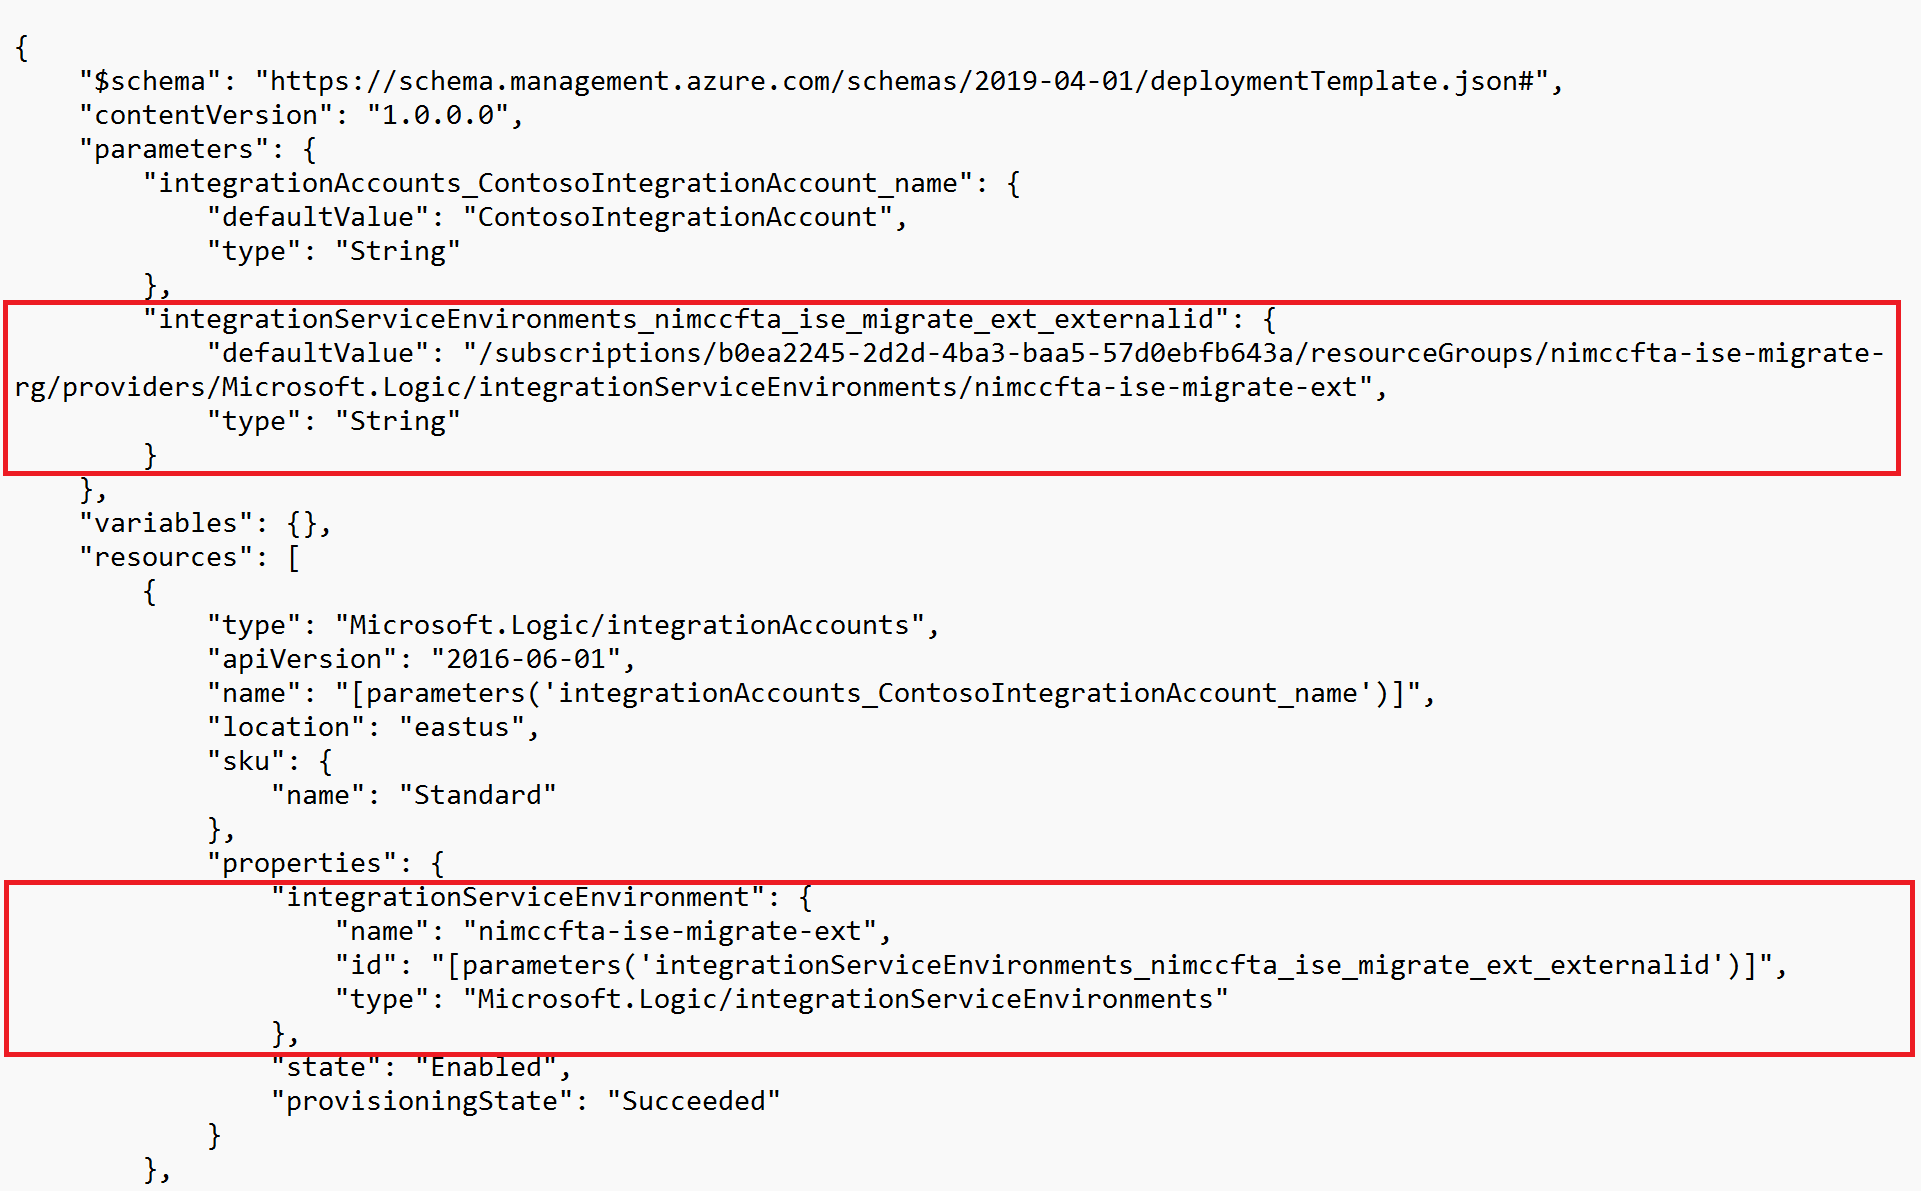 {
    "$schema": "https://schema.management.azure.com/schemas/2019-04-01/deploymentTemplate.json#",
    "contentVersion": "1.0.0.0",
    "parameters": {
        "integrationAccounts_ContosoIntegrationAccount_name": {
            "defaultValue": "ContosoIntegrationAccount",
            "type": "String"
        },
        "integrationServiceEnvironments_nimccfta_ise_migrate_ext_externalid": {
            "defaultValue": "/subscriptions/b0ea2245-2d2d-4ba3-baa5-57d0ebfb643a/resourceGroups/nimccfta-ise-migrate-
rg/providers/Microsoft.Logic/integrationServiceEnvironments/nimccfta-ise-migrate-ext",
            "type": "String"
        }
    },
    "variables": {},
    "resources": [
        {
            "type": "Microsoft.Logic/integrationAccounts",
            "apiVersion": "2016-06-01",
            "name": "[parameters('integrationAccounts_ContosoIntegrationAccount_name')]",
            "location": "eastus",
            "sku": {
                "name": "Standard"
            },
            "properties": {
                "integrationServiceEnvironment": {
                    "name": "nimccfta-ise-migrate-ext",
                    "id": "[parameters('integrationServiceEnvironments_nimccfta_ise_migrate_ext_externalid')]",
                    "type": "Microsoft.Logic/integrationServiceEnvironments"
                },
                "state": "Enabled",
                "provisioningState": "Succeeded"
            }
        },